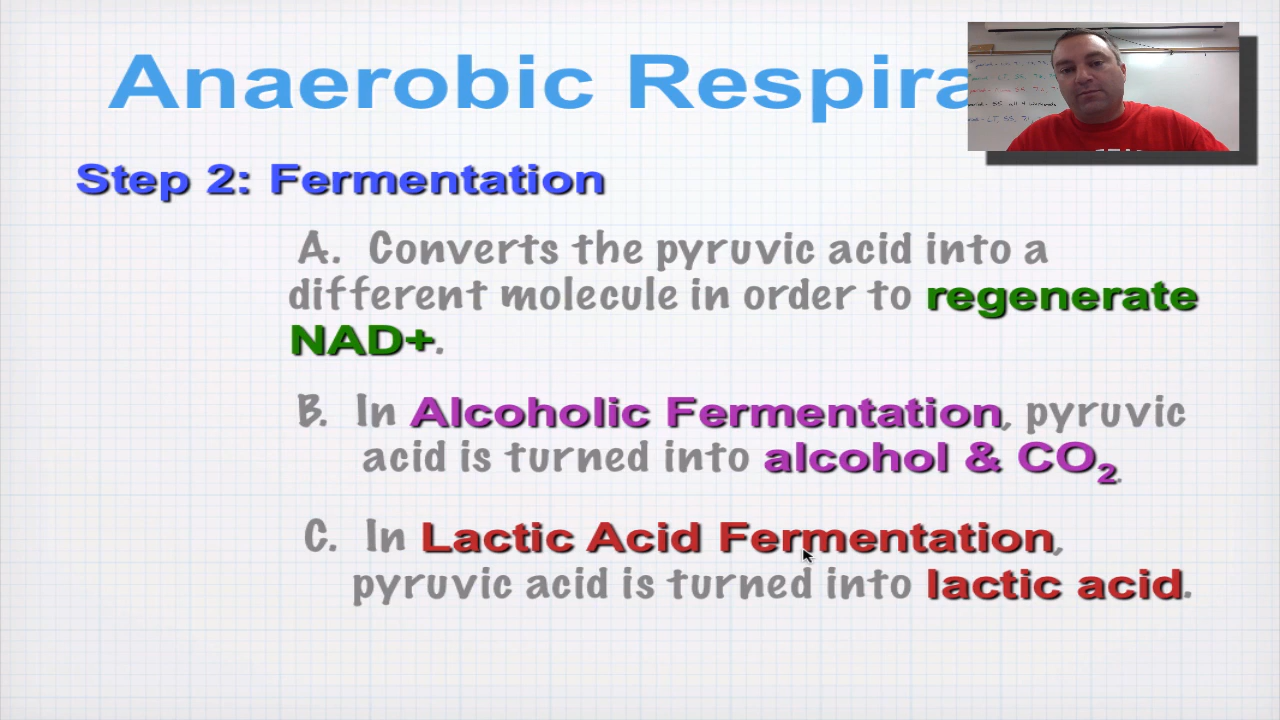 Anaerobic Respira
Step 2: Fermentation
A. Converts the pyruvic acid into a
different molecule in order to regenerate
NAD+.
B. In Alcoholic Fermentation, pyruvic
acid is turned into alcohol & CO₂.
C. In Lactic Acid Fermentation,
pyruvic acid is turned into lactic acid.